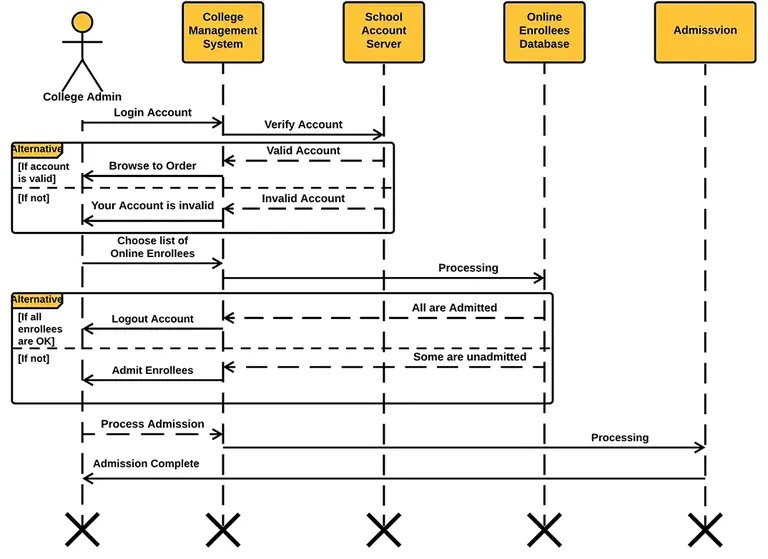 College
Management
System
School
Account
Server
Online
Enrollees
Database
Admissvion
College Admin
Login Account
Verify Account
Alternative
Valid Account
[If account
is valid]
Browse to Order
[If not]
Invalid Account
Your Account is invalid
Choose list of
Online Enrollees
Processing
Alternative
All are Admitted
[If all
enrollees
are OK]
Logout Account
[If not]
Some are unadmitted
Admit Enrollees
Process Admission
Processing
Admission Complete